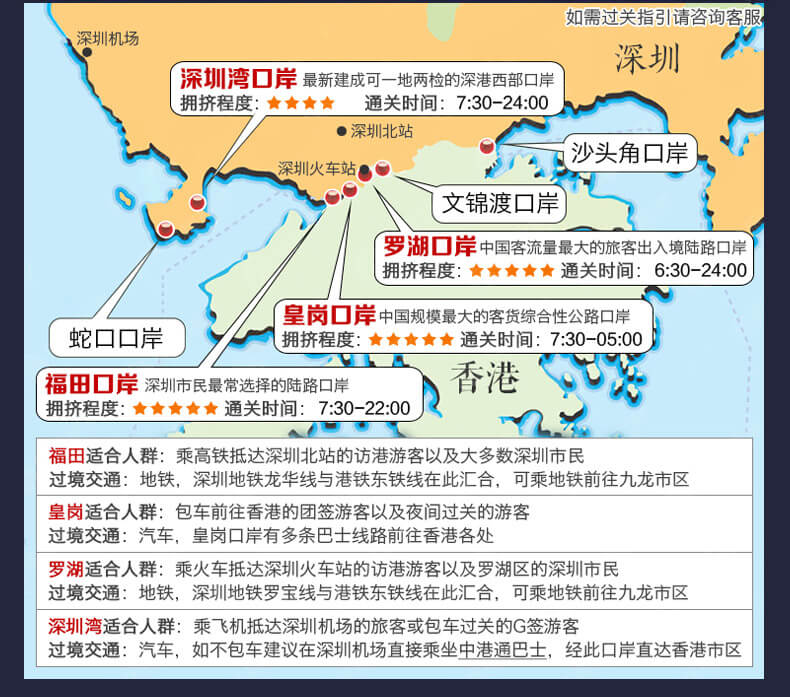 如需过关指引请咨询客服
深圳机场
深圳
深圳湾口岸 最新建成可一地两检的深港西部口岸
拥挤程度：★★★★ 通关时间：7:30-24:00
深圳北站
沙头角口岸
深圳火车站
文锦渡口岸
罗湖口岸 中国客流量最大的旅客出入境陆路口岸
拥挤程度：★★★★★ 通关时间：6:30-24:00
皇岗口岸 中国规模最大的客货综合性公路口岸
拥挤程度：★★★★★ 通关时间：7:30-05:00
蛇口口岸
香港
福田口岸 深圳市民最常选择的陆路口岸
拥挤程度：★★★★★ 通关时间：7:30-22:00
福田适合人群：乘高铁抵达深圳北站的访港游客以及大多数深圳市民
过境交通：地铁，深圳地铁龙华线与港铁东铁线在此汇合，可乘地铁前往九龙市区
皇岗适合人群：包车前往香港的团签游客以及夜间过关的游客
过境交通：汽车，皇岗口岸有多条巴士线路前往香港各处
罗湖适合人群：乘火车抵达深圳火车站的访港游客以及罗湖区的深圳市民
过境交通：地铁，深圳地铁罗宝线与港铁东铁线在此汇合，可乘地铁前往九龙市区
深圳湾适合人群：乘飞机抵达深圳机场的旅客或包车过关的G签游客
过境交通：汽车，如不包车建议在深圳机场直接乘坐中港通巴士，经此口岸直达香港市区